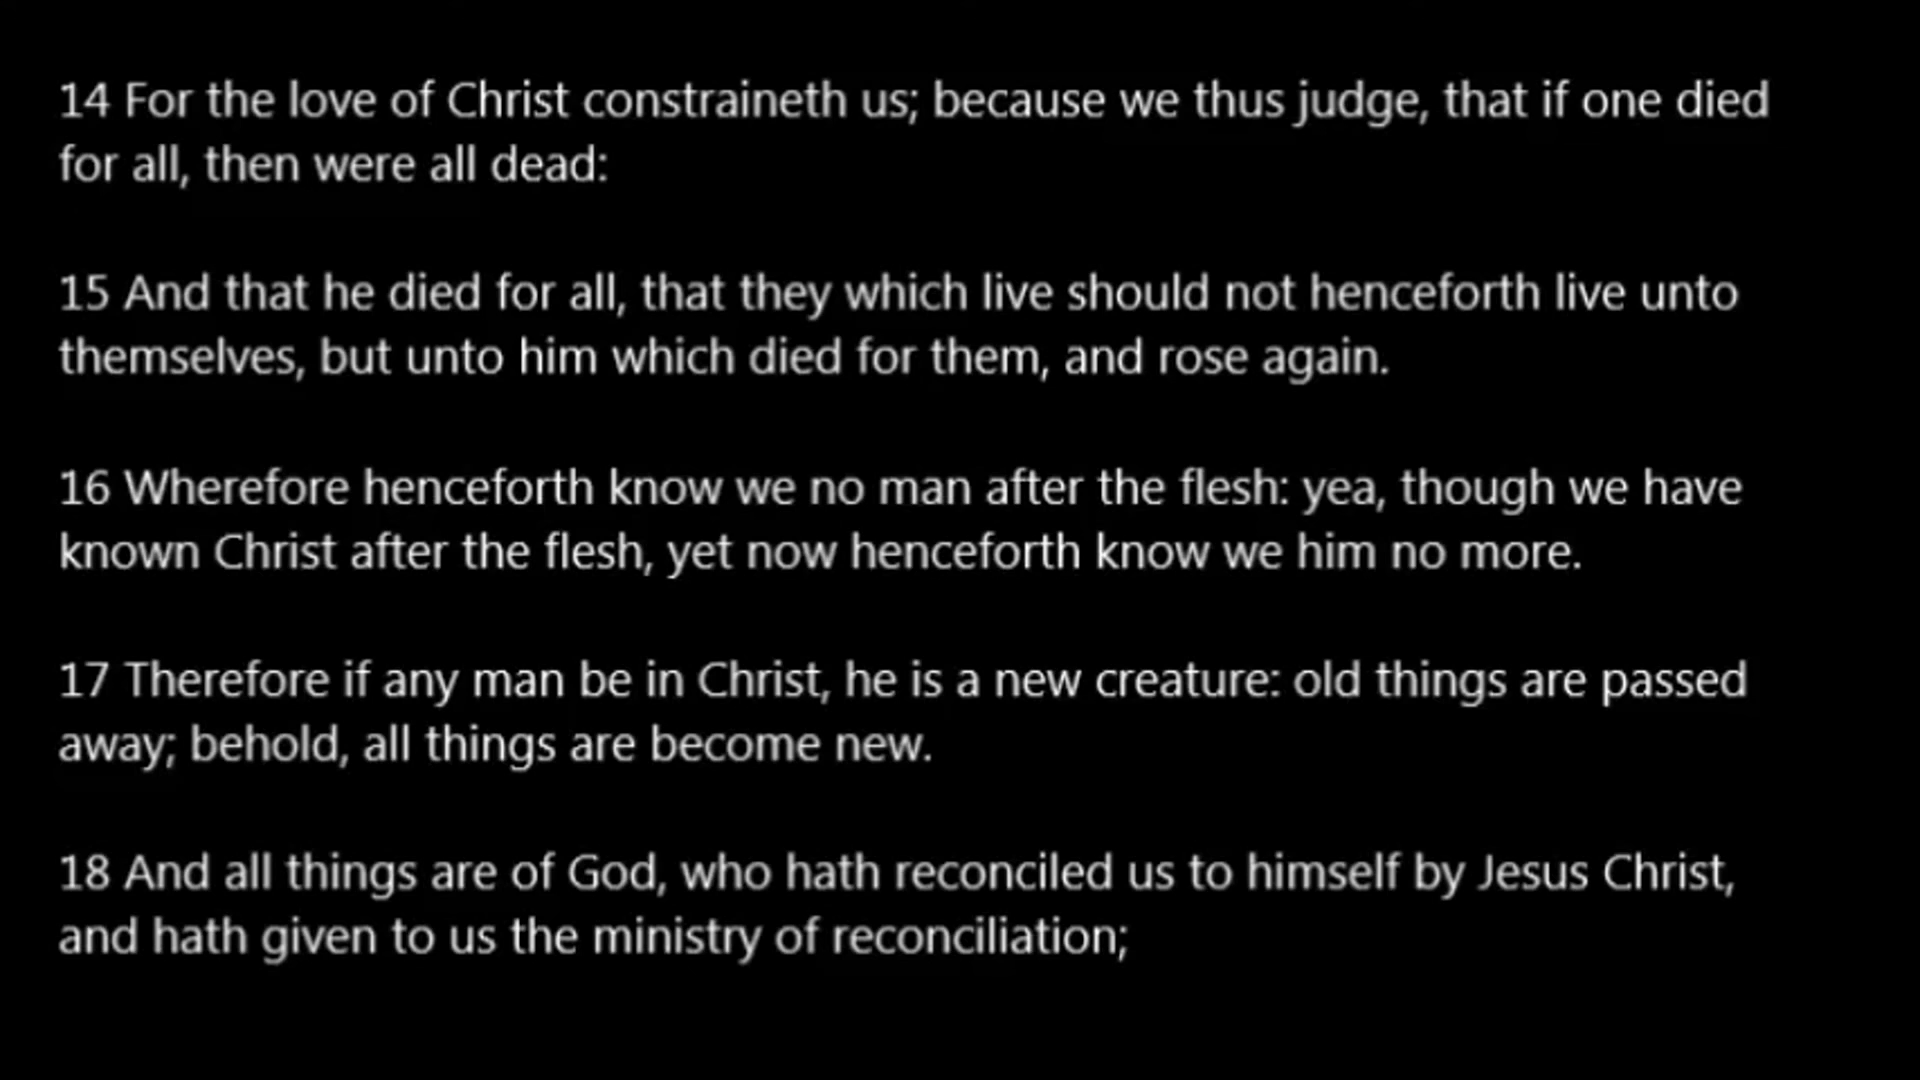 14 For the love of Christ constraineth us; because we thus judge, that if one died
for all, then were all dead:
15 And that he died for all, that they which live should not henceforth live unto
themselves, but unto him which died for them, and rose again.
16 Wherefore henceforth know we no man after the flesh: yea, though we have
known Christ after the flesh, yet now henceforth know we him no more.
17 Therefore if any man be in Christ, he is a new creature: old things are passed
away; behold, all things are become new.
18 And all things are of God, who hath reconciled us to himself by Jesus Christ,
and hath given to us the ministry of reconciliation;